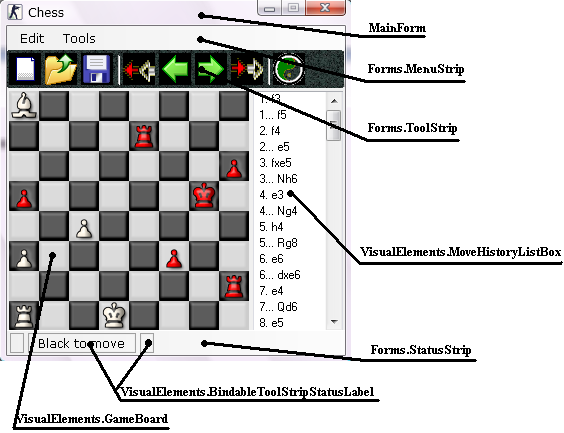 Chess
MainForm
Edit Tools
Forms.MenuStrip
1. f3
1... f5
Forms.ToolStrip
2. f4
2... e5
3. fxe5
3... Nh6
4. e3
4... Ng4
5. h4
5... Rg8
VisualElements.MoveHistoryListBox
6. e6
6... dxe6
7. e4
7... Qd6
8. e5
Black to move
Forms.StatusStrip
VisualElements.BindableToolStripStatusLabel
VisualElements.GameBoard